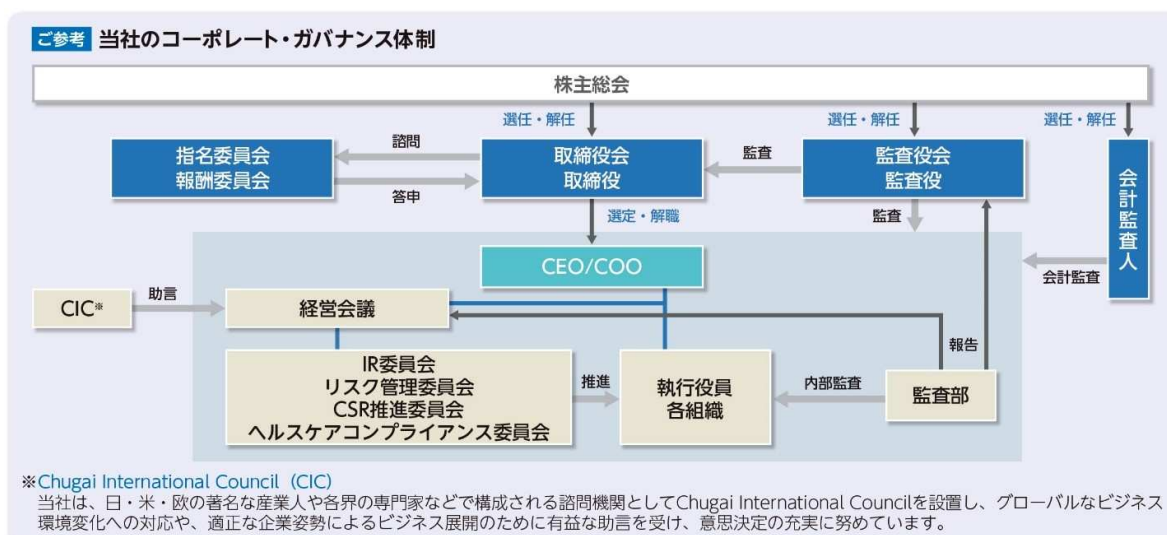 ご参考 当社のコーポレート・ガバナンス体制
株主総会
選任・解任
選任・解任
選任・解任
指名委員会
報酬委員会
諮問
答申
取締役会
取締役
監査
監査役会
監査役
会計監査人
選定・解職
監査
CEO/COO
会計監査
CIC※
助言
経営会議
報告
IR委員会
リスク管理委員会
CSR推進委員会
ヘルスケアコンプライアンス委員会
推進
執行役員
各組織
内部監査
監査部
※Chugai International Council（CIC）
当社は、日・米・欧の著名な産業人や各界の専門家などで構成される諮問機関としてChugai International Councilを設置し、グローバルなビジネス
環境変化への対応や、適正な企業姿勢によるビジネス展開のために有益な助言を受け、意思決定の充実に努めています。